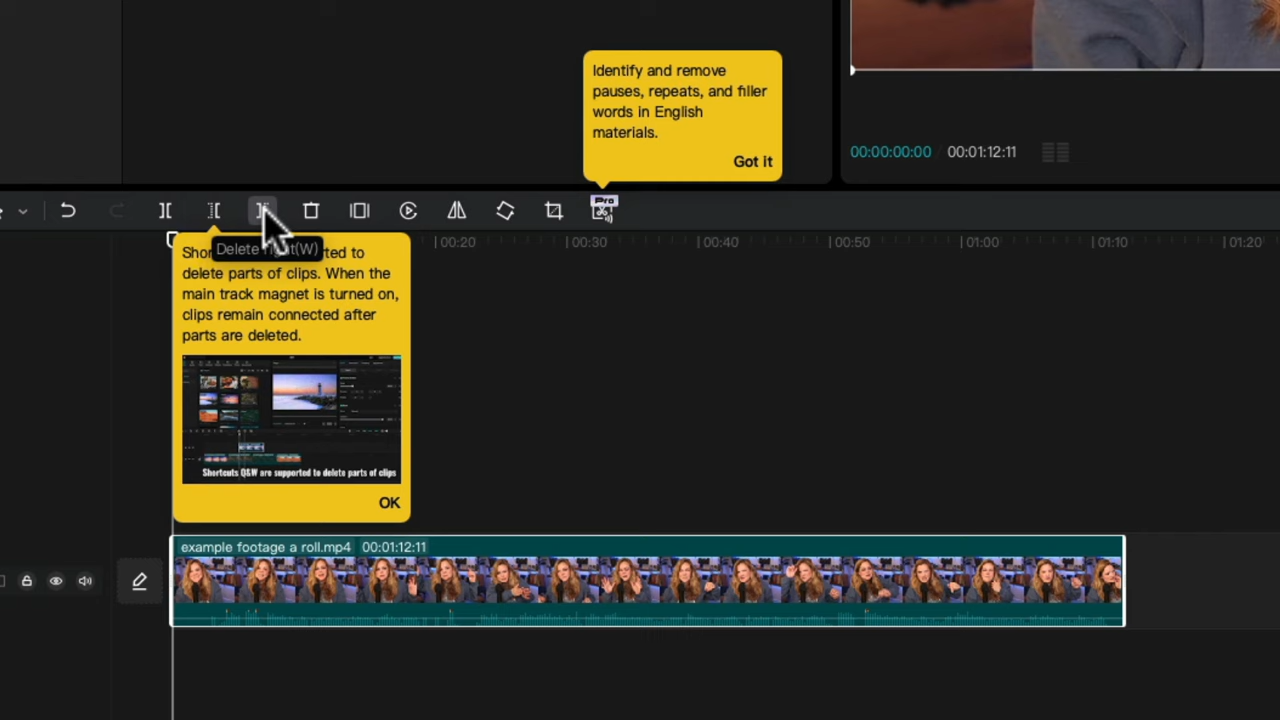 Identify and remove
pauses, repeats, and filler
words in English
materials.
Got it
00:00:00:00 00:01:12:11
Pro
Delete right(W)
ted to
delete parts of clips. When the
main track magnet is turned on,
clips remain connected after
parts are deleted.
Shortcuts Q&W are supported to delete parts of clips
OK
00:20 00:30 00:40 00:50 01:00 01:10 01:20
example footage a roll.mp4 00:01:12:11